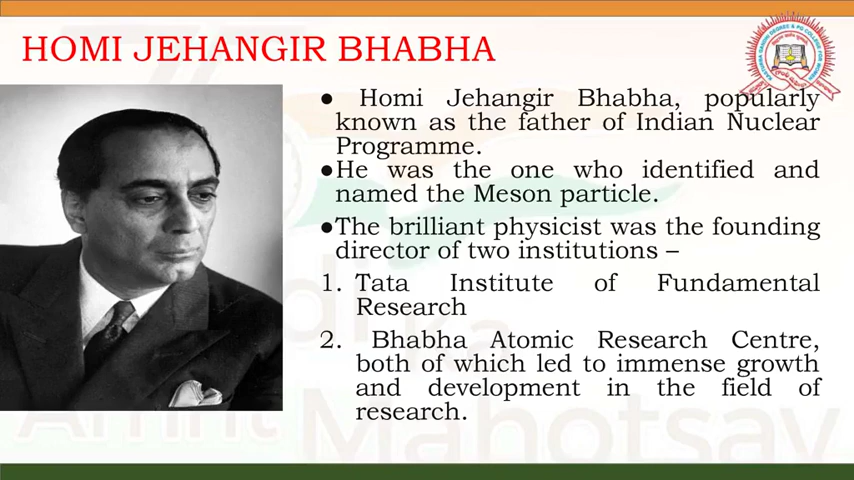 HOMI JEHANGIR BHABHA
● Homi Jehangir Bhabha, popularly
known as the father of Indian Nuclear
Programme.
●He was the one who identified and
named the Meson particle.
●The brilliant physicist was the founding
director of two institutions –
1. Tata Institute of Fundamental
Research
2. Bhabha Atomic Research Centre,
both of which led to immense growth
and development in the field of
research.
Amrit Mahotsav